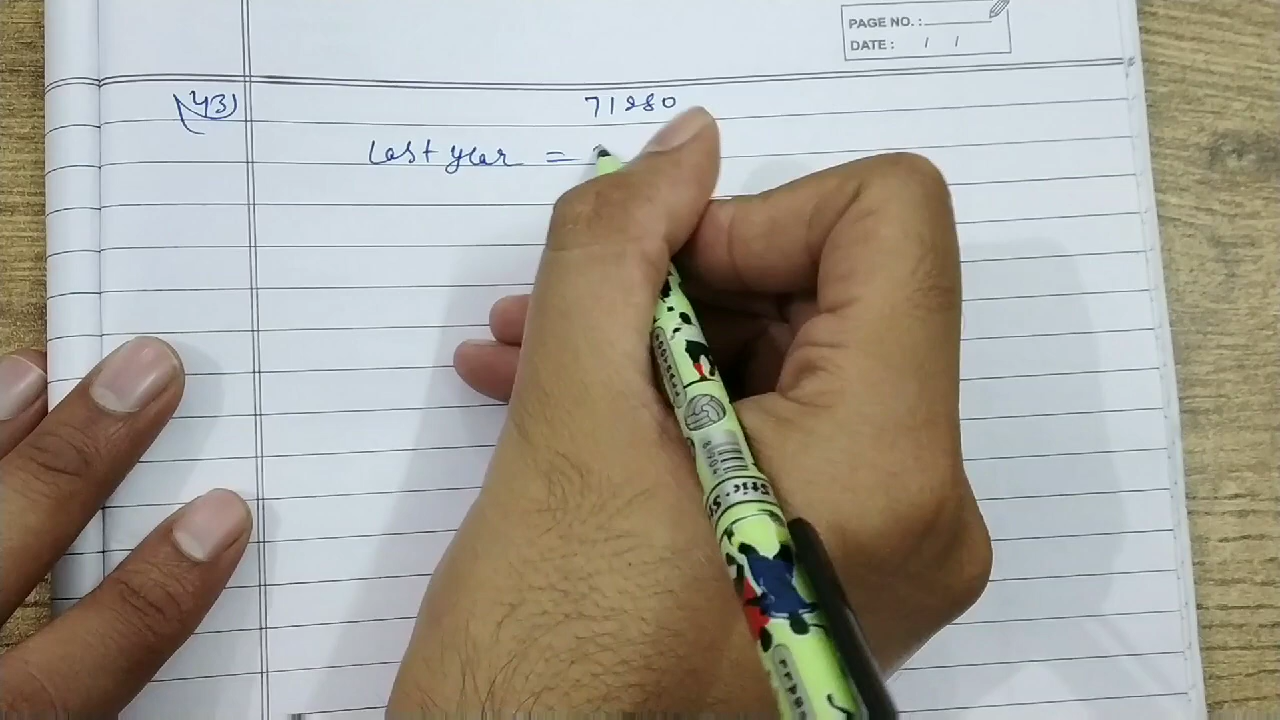 PAGE NO. :
DATE : / /
43)
71280
Last year =